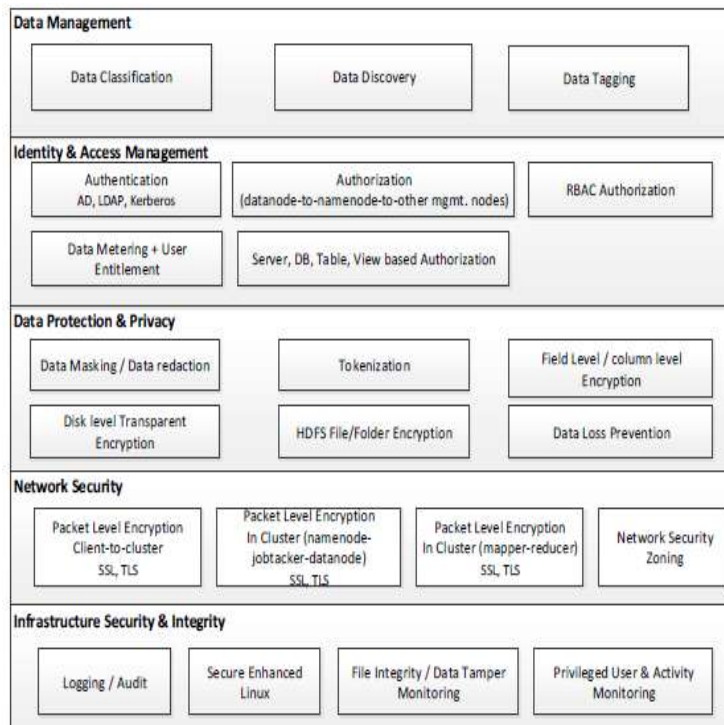 Data Management
Data Classification
Data Discovery
Data Tagging
Identity & Access Management
Authentication
AD, LDAP, Kerberos
Authorization
(datanode-to-namenode-to-other mgmt. nodes)
RBAC Authorization
Data Metering + User
Entitlement
Server, DB, Table, View based Authorization
Data Protection & Privacy
Data Masking / Data redaction
Tokenization
Field Level / column level
Encryption
Disk level Transparent
Encryption
HDFS File/Folder Encryption
Data Loss Prevention
Network Security
Packet Level Encryption
Client-to-cluster
SSL, TLS
Packet Level Encryption
In Cluster (namenode-
jobtacker-datanode)
SSL, TLS
Packet Level Encryption
In Cluster (mapper-reducer)
SSL, TLS
Network Security
Zoning
Infrastructure Security & Integrity
Logging / Audit
Secure Enhanced
Linux
File Integrity / Data Tamper
Monitoring
Privileged User & Activity
Monitoring